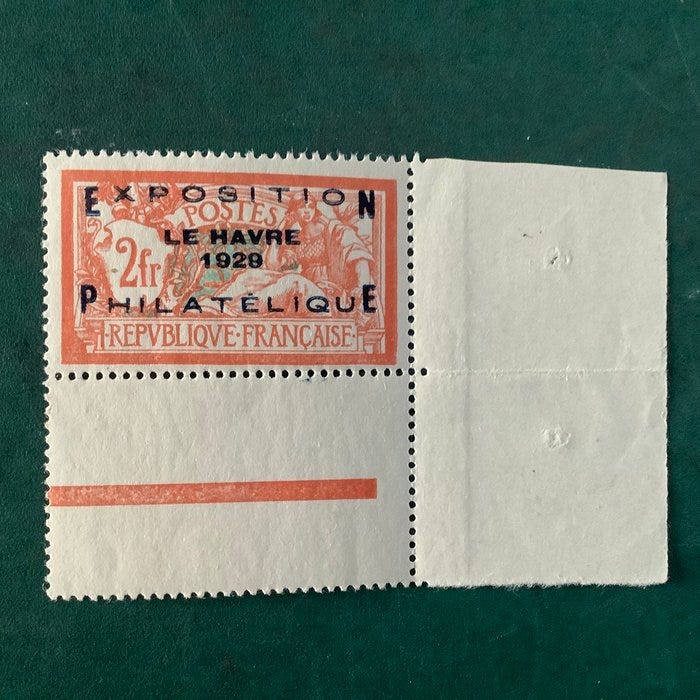 EXPOSITION
POSTES
LE HAVRE
1929
2fr
PHILATÉLIQUE
REPVBLIQVE·FRANÇAISE